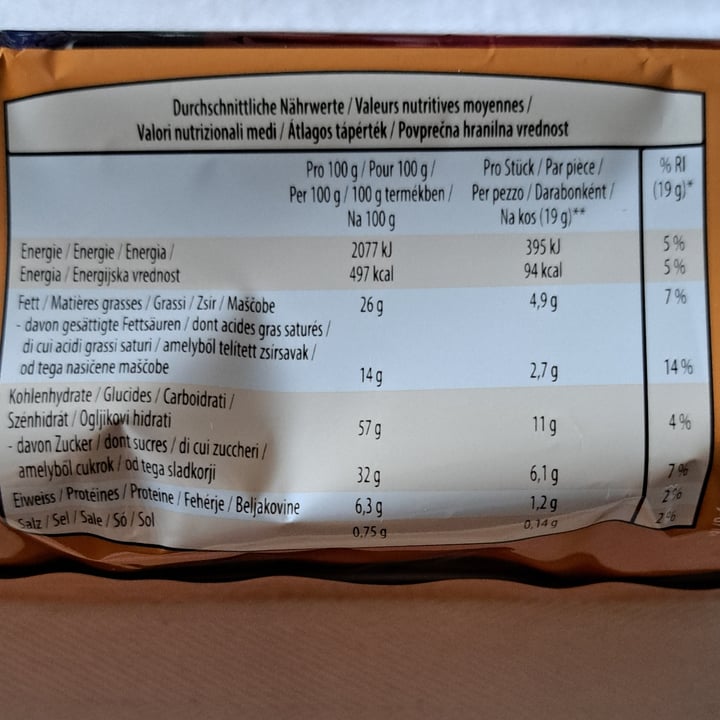 Durchschnittliche Nährwerte / Valeurs nutritives moyennes /
Valori nutrizionali medi / Átlagos tápérték / Povprečna hranilna vrednost
Pro 100 g / Pour 100 g / Pro Stück / Par pièce / % RI
Per 100 g / 100 g termékben / Per pezzo / Darabonként / (19 g)*
Na 100 g Na kos (19 g)**
Energie / Energie / Energia / 2077 kJ 395 kJ 5 %
Energia / Energijska vrednost 497 kcal 94 kcal 5 %
Fett / Matières grasses / Grassi / Zsír / Maščobe 26 g 4,9 g 7 %
- davon gesättigte Fettsäuren / dont acides gras saturés /
di cui acidi grassi saturi / amelyből telített zsírsavak /
od tega nasičene maščobe 14 g 2,7 g 14 %
Kohlenhydrate / Glucides / Carboidrati /
Szénhidrát / Ogljikovi hidrati 57 g 11 g 4 %
- davon Zucker / dont sucres / di cui zuccheri /
amelyből cukrok / od tega sladkorji 32 g 6,1 g 7 %
Eiweiss / Protéines / Proteine / Fehérje / Beljakovine 6,3 g 1,2 g 2 %
Salz / Sel / Sale / Só / Sol 0,75 g 0,14 g 2 %